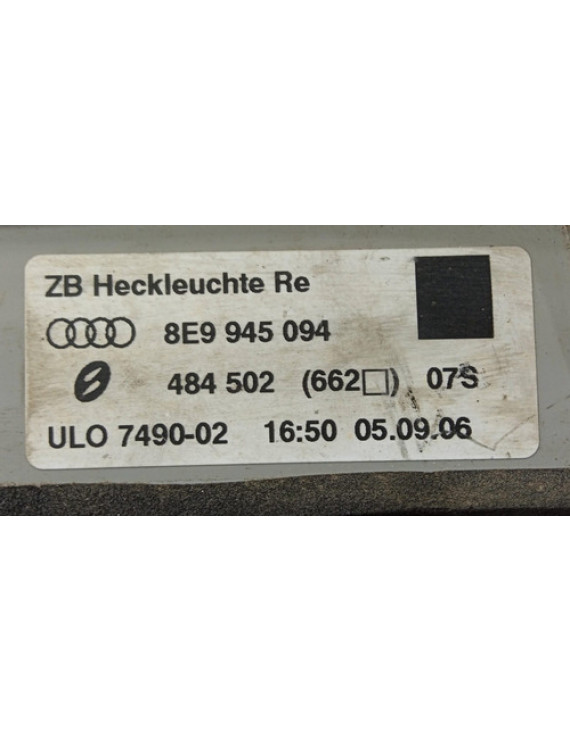 ZB Heckleuchte Re
8E9 945 094
484 502 (662□) 07S
ULO 7490-02 16:50 05.09.06